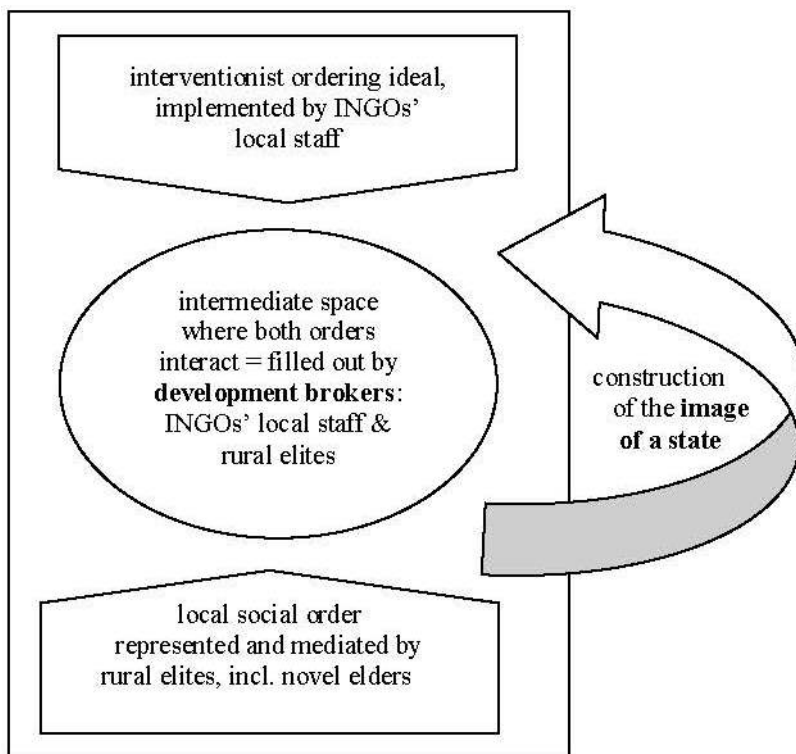 interventionist ordering ideal,
implemented by INGOs’
local staff
intermediate space
where both orders
interact = filled out by
development brokers:
INGOs’ local staff &
rural elites
construction
of the image
of a state
local social order
represented and mediated by
rural elites, incl. novel elders